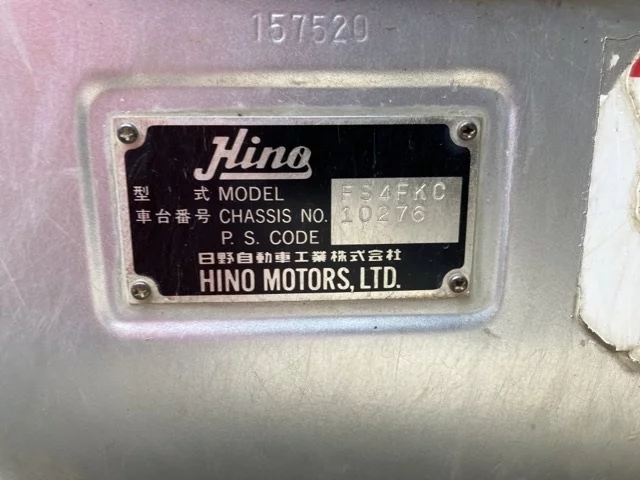 157520
Hino
型 式 MODEL FS4FKC
車台番号 CHASSIS NO. 10276
P. S. CODE
日野自動車工業株式会社
HINO MOTORS, LTD.